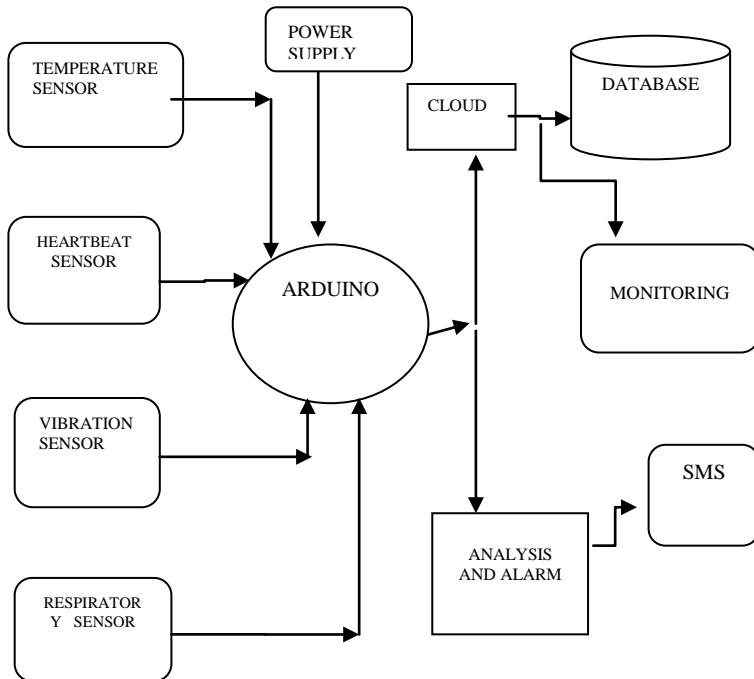 POWER
SUPPLY
TEMPERATURE
SENSOR
CLOUD
DATABASE
HEARTBEAT
SENSOR
ARDUINO
MONITORING
VIBRATION
SENSOR
SMS
ANALYSIS
AND ALARM
RESPIRATOR
Y SENSOR